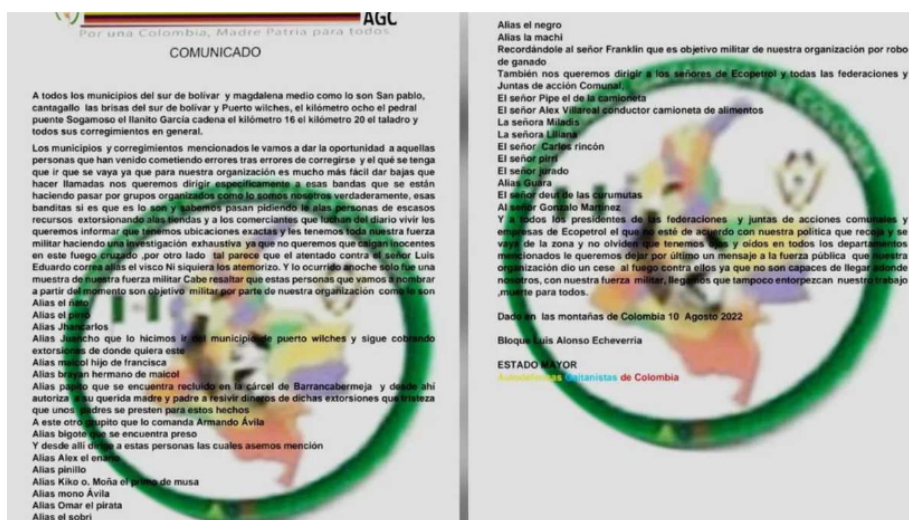 AGC
Por una Colombia, Madre Patria para todos
COMUNICADO
A todos los municipios del sur de bolívar y magdalena medio como lo son San pablo,
cantagallo las brisas del sur de bolívar y Puerto wilches, el kilómetro ocho el pedral
puente Sogamoso el llanito García cadena el kilómetro 16 el kilómetro 20 el taladro y
todos sus corregimientos en general.
Los municipios y corregimientos mencionados le vamos a dar la oportunidad a aquellas
personas que han venido cometiendo errores tras errores de corregirse y el qué se tenga
que ir que se vaya ya que para nuestra organización es mucho más fácil dar bajas que
hacer llamadas nos queremos dirigir específicamente a esas bandas que se están
haciendo pasar por grupos organizados como lo somos nosotros verdaderamente, esas
banditas si es que es lo son y sabemos pasan pidiendo le alas personas de escasos
recursos extorsionando alas tiendas y a los comerciantes que luchan del diario vivir les
queremos informar que tenemos ubicaciones exactas y les tenemos toda nuestra fuerza
militar haciendo una investigación exhaustiva ya que no queremos que caigan inocentes
en este fuego cruzado ,por otro lado tal parece que el atentado contra el señor Luis
Eduardo correa alias el visco Ni siquiera los atemorizo. Y lo ocurrido anoche solo fue una
muestra de nuestra fuerza militar Cabe resaltar que estas personas que vamos a nombrar
a partir del momento son objetivo militar por parte de nuestra organización como lo son
Alias el ñato
Alias el pirro
Alias Jhancarlos
Alias Juancho que lo hicimos ir del municipio de puerto wilches y sigue cobrando
extorsiones de donde quiera este
Alias maicol hijo de francisca
Alias brayan hermano de maicol
Alias papito que se encuentra recluido en la cárcel de Barrancabermeja y desde ahí
autoriza a su querida madre y padre a resivir dineros de dichas extorsiones que tristeza
que unos padres se presten para estos hechos
A este otro grupito que lo comanda Armando Ávila
Alias bigote que se encuentra preso
Y desde allí dirige a estas personas las cuales asemos mención
Alias Alex el enano
Alias pinillo
Alias Kiko o. Moña el primo de musa
Alias mono Ávila
Alias Omar el pirata
Alias el sobri
Alias el negro
Alias la machi
Recordándole al señor Franklin que es objetivo militar de nuestra organización por robo
de ganado
También nos queremos dirigir a los señores de Ecopetrol y todas las federaciones y
Juntas de acción Comunal,
El señor Pipe el de la camioneta
El señor Alex Villareal conductor camioneta de alimentos
La señora Miladis
La señora Liliana
El señor Carlos rincón
El señor pirri
El señor jurado
Alias Guara
El señor deut de las curumutas
Al señor Gonzalo Martínez
Y a todos los presidentes de las federaciones y juntas de acciones comunales y
empresas de Ecopetrol el que no esté de acuerdo con nuestra política que recoja y se
vaya de la zona y no olviden que tenemos ojos y oídos en todos los departamentos
mencionados le queremos dejar por último un mensaje a la fuerza pública que nuestra
organización dio un cese al fuego contra ellos ya que no son capaces de llegar adonde
nosotros, con nuestra fuerza militar, llegamos que tampoco entorpezcan nuestro trabajo
,muerte para todos.
Dado en las montañas de Colombia 10 Agosto 2022
Bloque Luis Alonso Echeverria
ESTADO MAYOR
Autodefensas Gaitanistas de Colombia